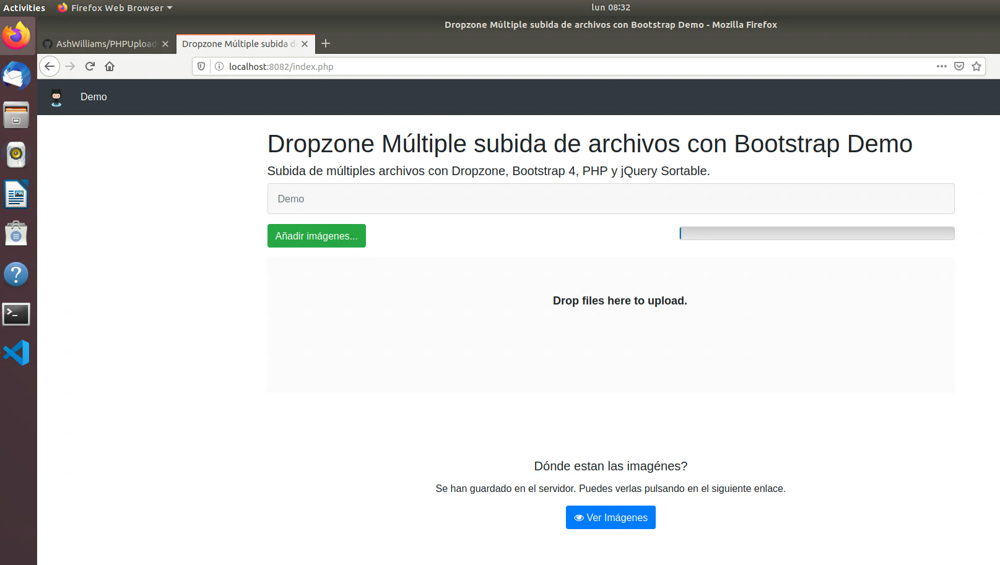 Activities
Firefox Web Browser
lun 08:32
Dropzone Múltiple subida de archivos con Bootstrap Demo - Mozilla Firefox
AshWilliams/PHPUpload
Dropzone Múltiple subida de
localhost:8082/index.php
Demo
Dropzone Múltiple subida de archivos con Bootstrap Demo
Subida de múltiples archivos con Dropzone, Bootstrap 4, PHP y jQuery Sortable.
Demo
Añadir imágenes...
Drop files here to upload.
Dónde estan las imagénes?
Se han guardado en el servidor. Puedes verlas pulsando en el siguiente enlace.
Ver Imágenes